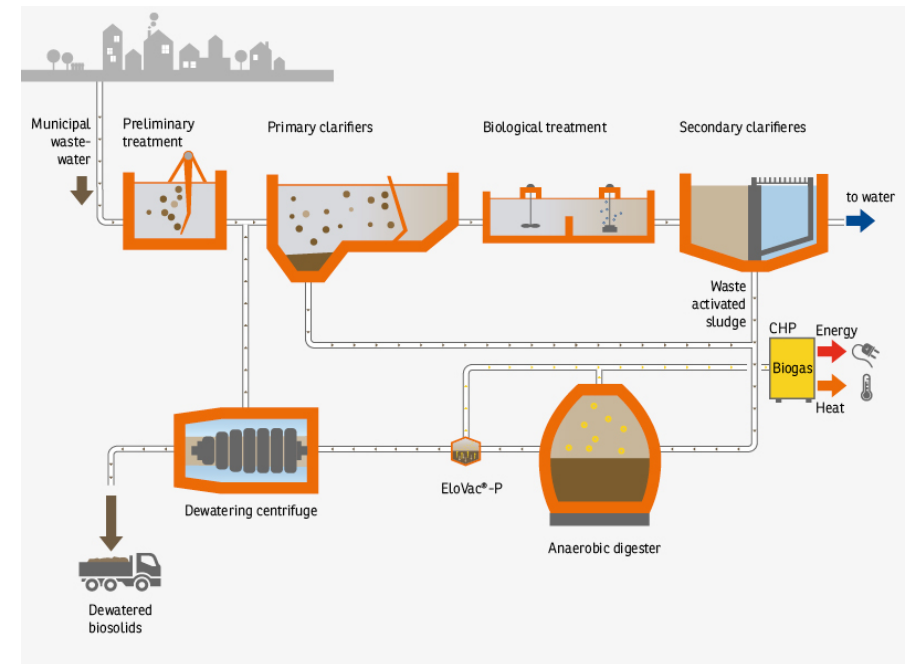 Municipal
waste-
water
Preliminary
treatment
Primary clarifiers
Biological treatment
Secondary clarifieres
to water
Waste
activated
sludge
CHP
Energy
Biogas
Heat
EloVac®-P
Dewatering centrifuge
Anaerobic digester
Dewatered
biosolids